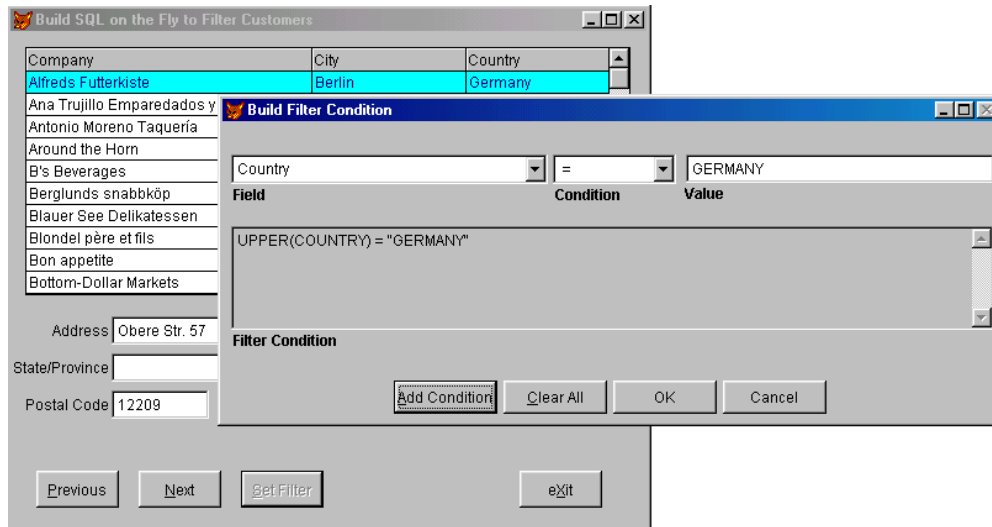 Build SQL on the Fly to Filter Customers
Company City Country
Alfreds Futterkiste Berlin Germany
Ana Trujillo Emparedados y
Antonio Moreno Taquería
Around the Horn
B's Beverages
Berglunds snabbköp
Blauer See Delikatessen
Blondel père et fils
Bon appetite
Bottom-Dollar Markets
Address Obere Str. 57
State/Province
Postal Code 12209
Previous Next Set Filter eXit
Build Filter Condition
Country = GERMANY
Field Condition Value
UPPER(COUNTRY) = "GERMANY"
Filter Condition
Add Condition Clear All OK Cancel